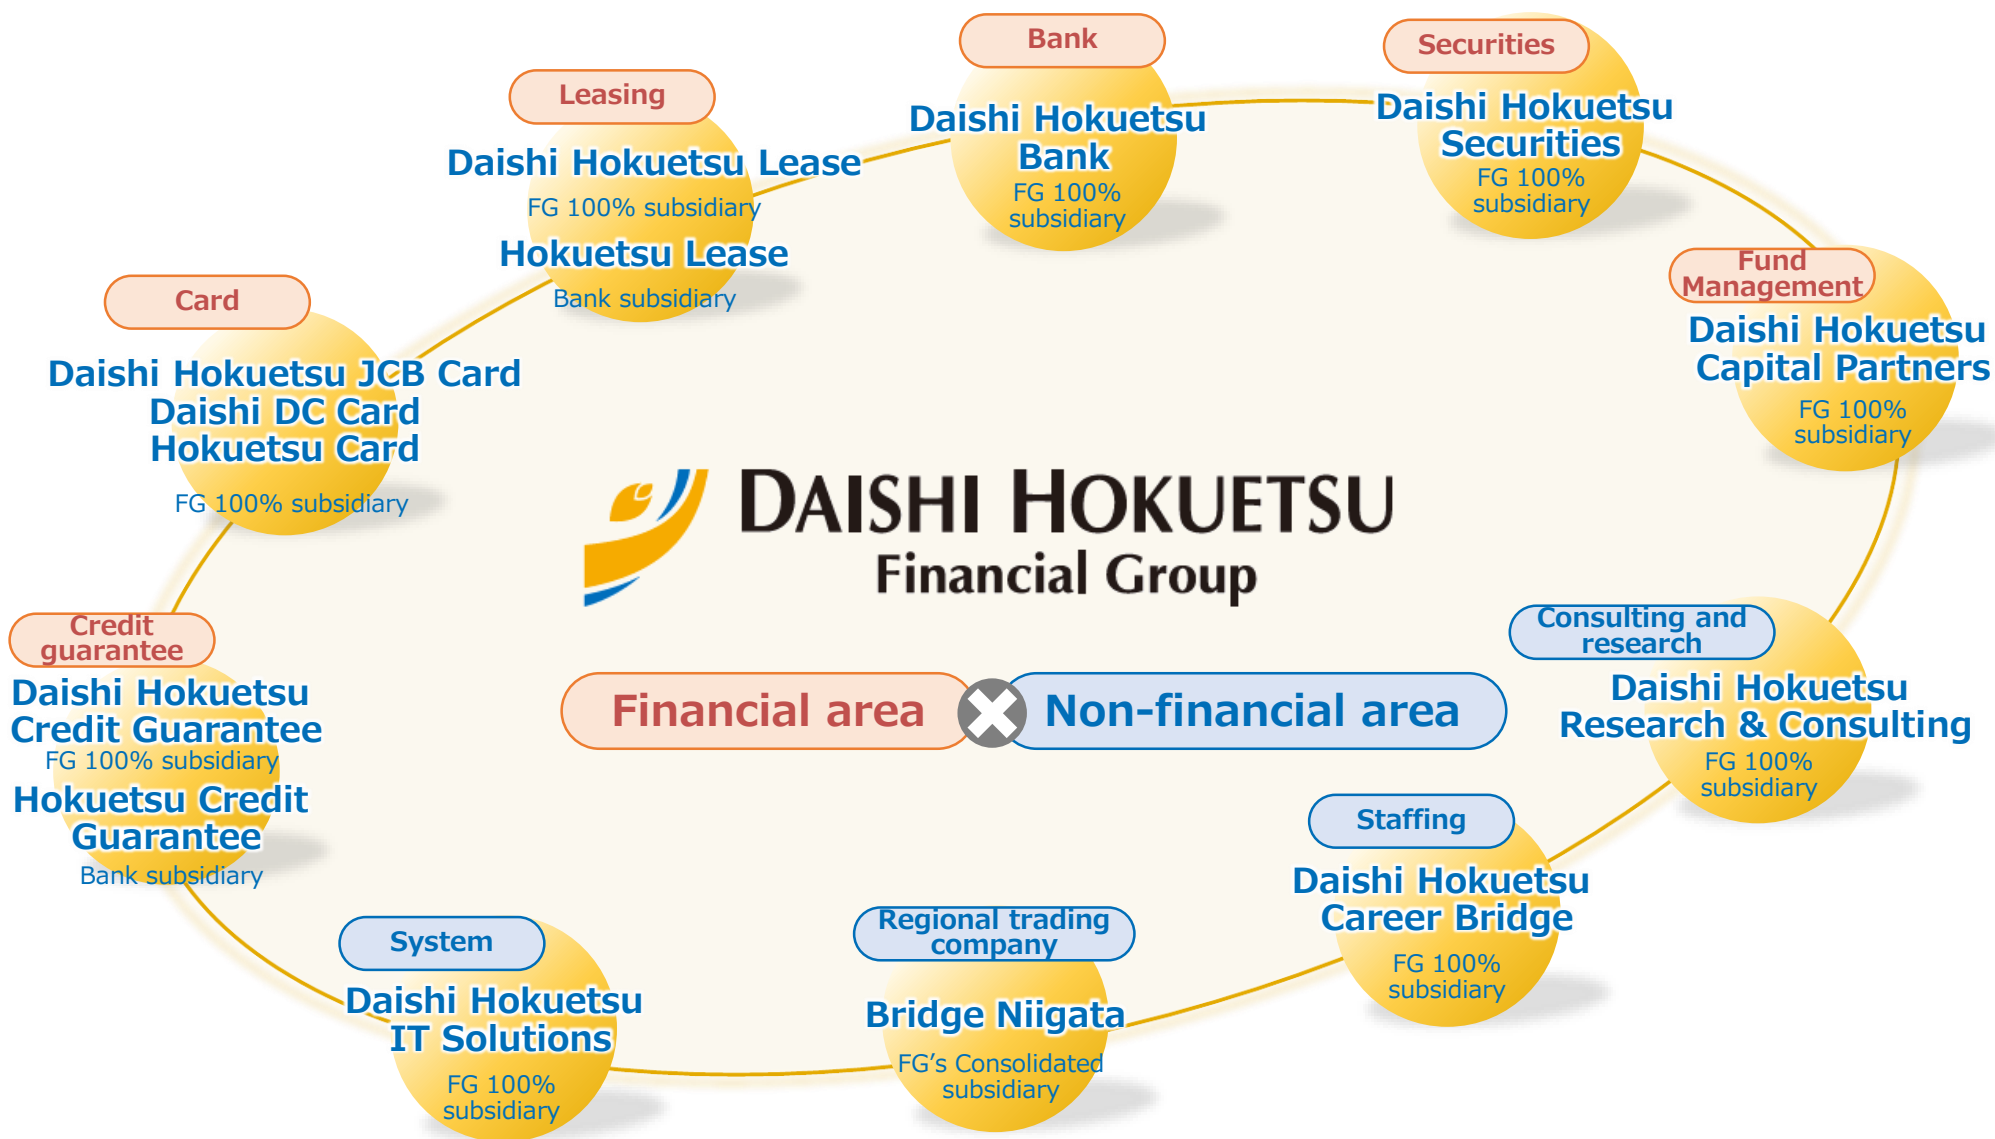 Bank
Daishi Hokuetsu
Bank
FG 100%
subsidiary
Securities
Daishi Hokuetsu
Securities
FG 100%
subsidiary
Leasing
Daishi Hokuetsu Lease
FG 100% subsidiary
Hokuetsu Lease
Bank subsidiary
Fund
Management
Daishi Hokuetsu
Capital Partners
FG 100%
subsidiary
Card
Daishi Hokuetsu JCB Card
Daishi DC Card
Hokuetsu Card
FG 100% subsidiary
DAISHI HOKUETSU
Financial Group
Financial area
Non-financial area
Credit
guarantee
Daishi Hokuetsu
Credit Guarantee
FG 100% subsidiary
Hokuetsu Credit
Guarantee
Bank subsidiary
Consulting and
research
Daishi Hokuetsu
Research & Consulting
FG 100%
subsidiary
Staffing
Daishi Hokuetsu
Career Bridge
FG 100%
subsidiary
Regional trading
company
Bridge Niigata
FG’s Consolidated
subsidiary
System
Daishi Hokuetsu
IT Solutions
FG 100%
subsidiary